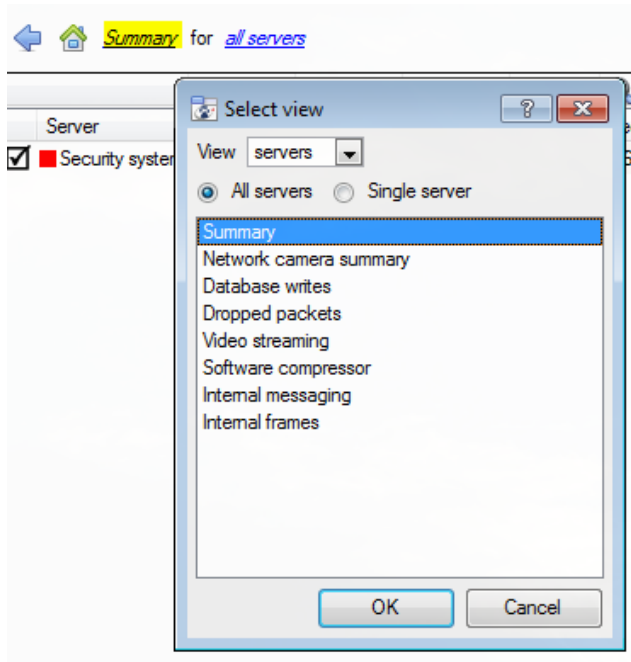 Summary for all servers
Select view
Server
View servers
Security system
All servers Single server
Summary
Network camera summary
Database writes
Dropped packets
Video streaming
Software compressor
Internal messaging
Internal frames
OK Cancel